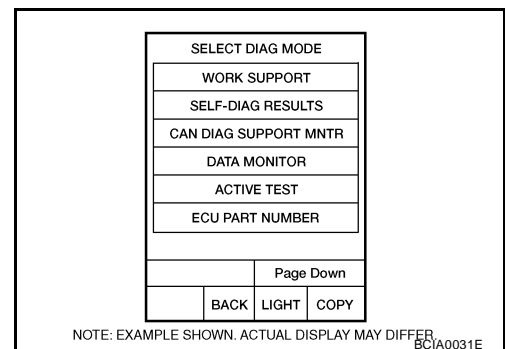 SELECT DIAG MODE
WORK SUPPORT
SELF-DIAG RESULTS
CAN DIAG SUPPORT MNTR
DATA MONITOR
ACTIVE TEST
ECU PART NUMBER
Page Down
BACK LIGHT COPY
NOTE: EXAMPLE SHOWN. ACTUAL DISPLAY MAY DIFFER.
BCIA0031E